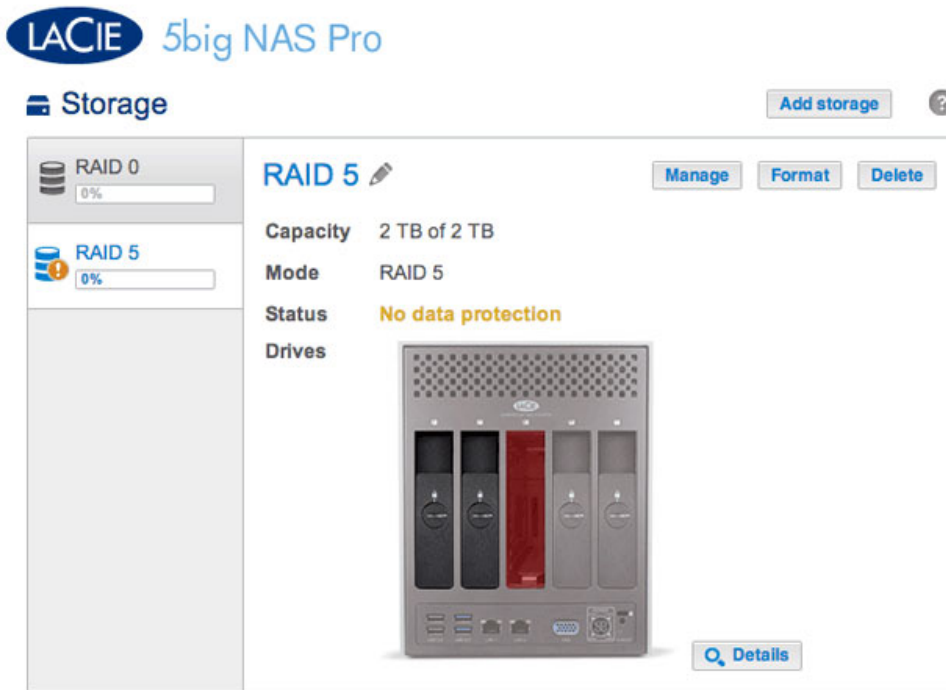 LACIE 5big NAS Pro
Storage
Add storage
?
RAID 0
0%
RAID 5
0%
RAID 5
Manage
Format
Delete
Capacity 2 TB of 2 TB
Mode RAID 5
Status No data protection
Drives
LACIE
Details